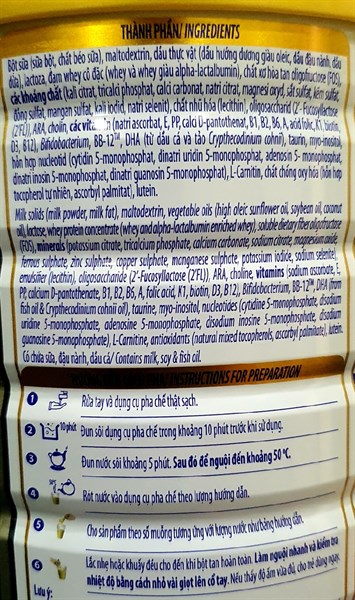 THÀNH PHẦN/ INGREDIENTS
Bột sữa (sữa bột, chất béo sữa), maltodextrin, dầu thực vật (dầu hướng dương giàu oleic, dầu đậu nành, dầu
dừa), lactoza, đạm whey cô đặc (whey và whey giàu alpha-lactalbumin), chất xơ hòa tan oligofructose (FOS),
các khoáng chất (kali citrat, tricalci phosphat, calci carbonat, natri citrat, magnesi oxyd, sắt sulfat, kẽm sulfat,
đồng sulfat, mangan sulfat, kali iodid, natri selenit), chất nhũ hóa (lecithin), oligosaccharid (2'-Fucosyllactose
(2'FL)), ARA, cholin, các vitamin (natri ascorbat, E, PP, calci D-pantothenat, B1, B2, B6, A, acid folic, K1, biotin,
D3, B12), Bifidobacterium, BB-12™, DHA (từ dầu cá và tảo Crypthecodinium cohnii), taurin, myo-inositol,
hỗn hợp nucleotid (cytidin 5-monophosphat, dinatri uridin 5-monophosphat, adenosin 5-monophosphat,
dinatri inosin 5-monophosphat, dinatri guanosin 5-monophosphat), L-Carnitin, chất chống oxy hóa (hỗn hợp
tocopherol tự nhiên, ascorbyl palmitat), lutein.
Milk solids (milk powder, milk fat), maltodextrin, vegetable oils (high oleic sunflower oil, soybean oil, coconut
oil), lactose, whey protein concentrate (whey and alpha-lactalbumin enriched whey), soluble dietary fiber oligofructose
(FOS), minerals (potassium citrate, tricalcium phosphate, calcium carbonate, sodium citrate, magnesium oxide,
ferrous sulphate, zinc sulphate, copper sulphate, manganese sulphate, potassium iodide, sodium selenite),
emulsifier (lecithin), oligosaccharide (2'-Fucosyllactose (2'FL)), ARA, choline, vitamins (sodium ascorbate, E,
PP, calcium D-pantothenate, B1, B2, B6, A, folic acid, K1, biotin, D3, B12), Bifidobacterium, BB-12™, DHA (from
fish oil & Crypthecodinium cohnii oil), taurine, myo-inositol, nucleotides (cytidine 5-monophosphate, disodium
uridine 5-monophosphate, adenosine 5-monophosphate, disodium inosine 5-monophosphate, disodium
guanosine 5-monophosphate), L-Carnitine, antioxidants (natural mixed tocopherols, ascorbyl palmitate), lutein.
Có chứa sữa, đậu nành, dầu cá/ Contains milk, soy & fish oil.
INSTRUCTIONS FOR PREPARATION
1 Rửa tay và dụng cụ pha chế thật sạch.
2 10 phút Đun sôi dụng cụ pha chế trong khoảng 10 phút trước khi sử dụng.
3 Đun nước sôi khoảng 5 phút. Sau đó để nguội đến khoảng 50 °C.
4 50°C Rót nước vào dụng cụ pha chế theo lượng hướng dẫn.
5 Cho sản phẩm theo số muỗng tương ứng với lượng nước như bảng hướng dẫn.
6 Lắc nhẹ hoặc khuấy đều cho đến khi bột tan hoàn toàn. Làm nguội nhanh và kiểm tra
nhiệt độ bằng cách nhỏ vài giọt lên cổ tay. Nếu thấy độ ấm vừa đủ, cho trẻ dùng ngay.
Lưu ý: